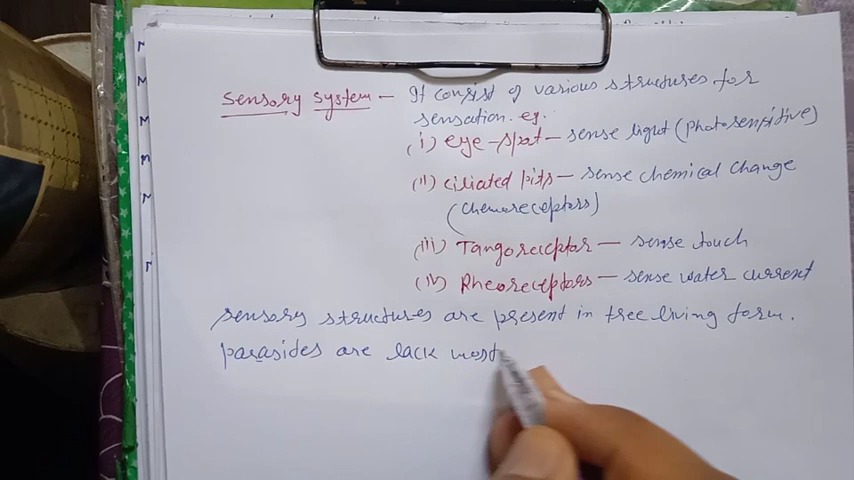 Sensory system - It consist of various structures for
sensation. eg.
(i) eye-spot - sense light (Photosensitive)
(ii) ciliated pits - sense chemical change
(chemoreceptors)
(iii) Tangoreceptor - sense touch
(iv) Rheoreceptors - sense water current
sensory structures are present in free living form.
parasides are lack most